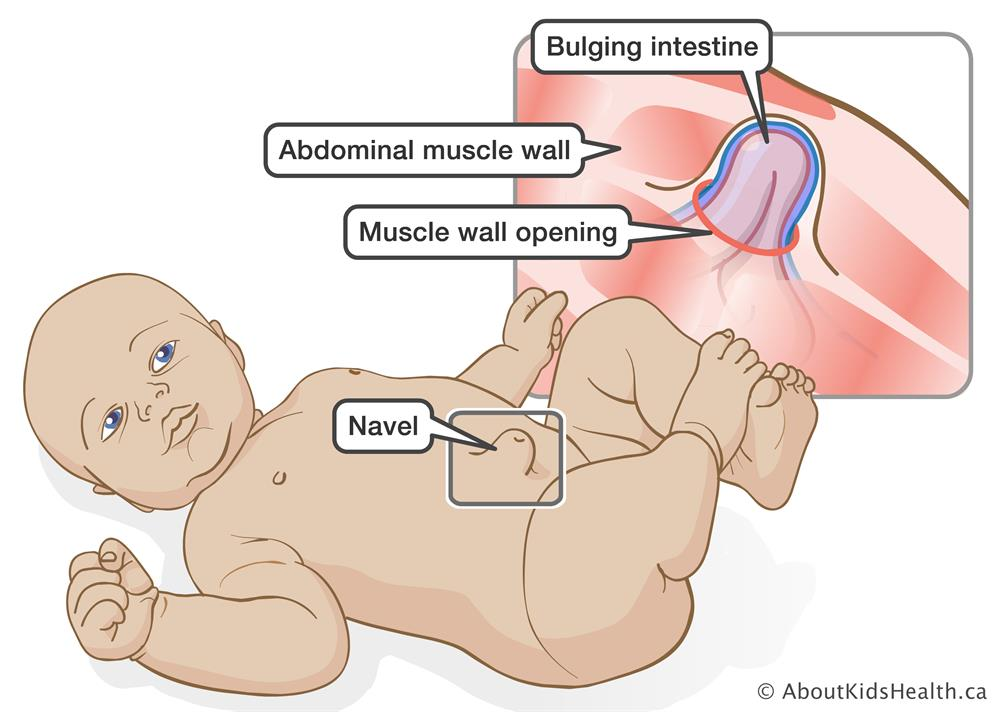 Bulging intestine
Abdominal muscle wall
Muscle wall opening
Navel
© AboutKidsHealth.ca